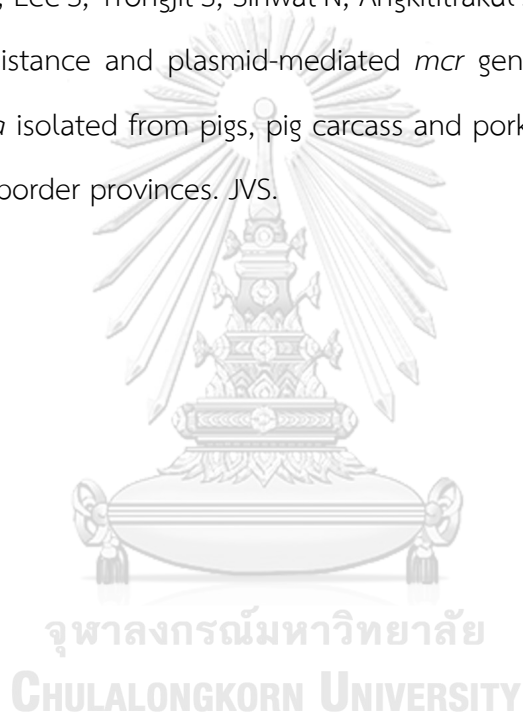 , Lee S, Trongjit S, Sinwat N, Angkititrakul S
istance and plasmid-mediated mcr gen
a isolated from pigs, pig carcass and pork
border provinces. JVS.
จุฬาลงกรณ์มหาวิทยาลัย
CHULALONGKORN UNIVERSITY